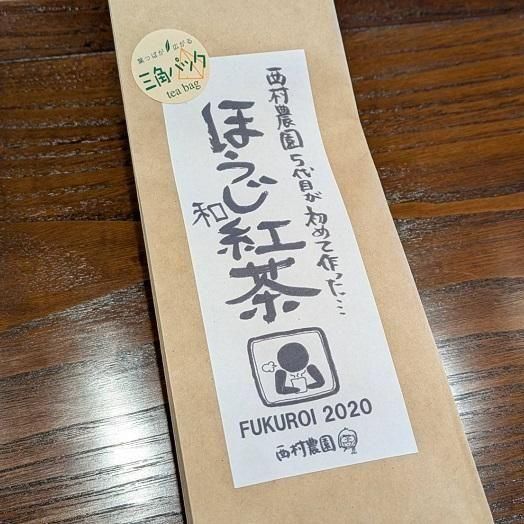 葉っぱが広がる
三角パック
tea bag
西村農園5代目が初めて作った…
ほうじ
和紅茶
FUKUROI 2020
西村農園